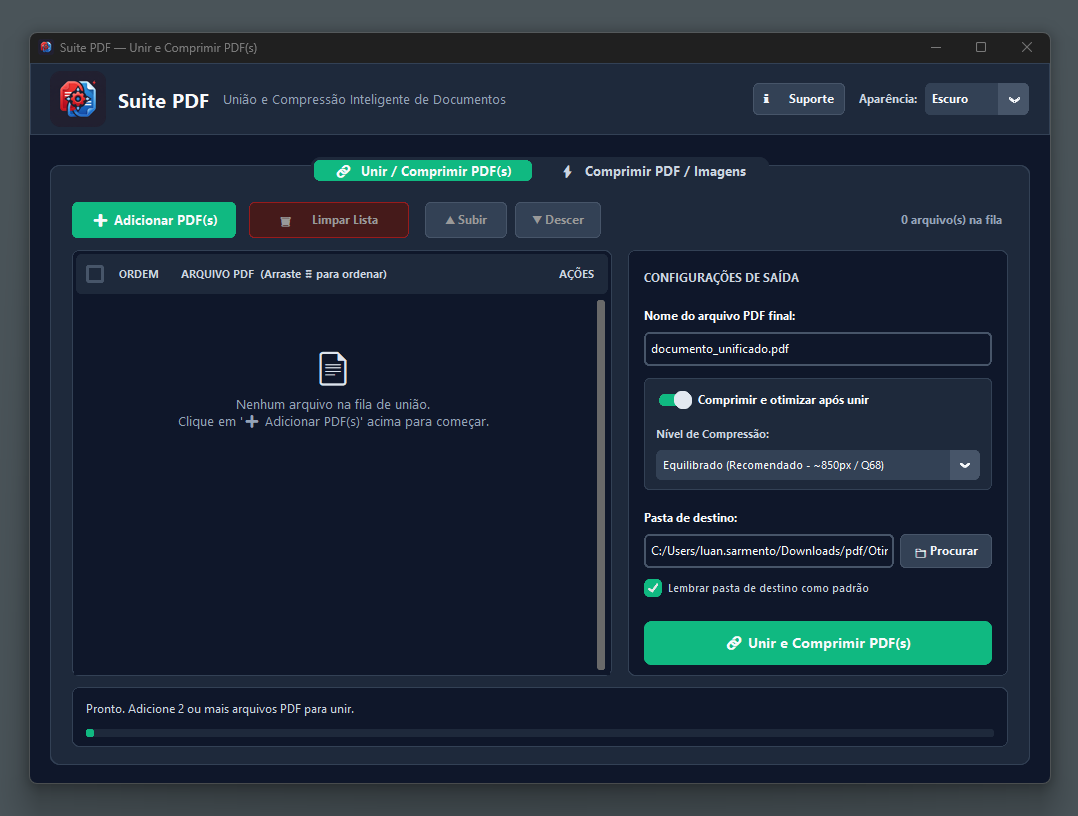 Suite PDF — Unir e Comprimir PDF(s)
Suite PDF
União e Compressão Inteligente de Documentos
Suporte
Aparência:
Escuro
Unir / Comprimir PDF(s)
Comprimir PDF / Imagens
Adicionar PDF(s)
Limpar Lista
▲Subir
▼Descer
0 arquivo(s) na fila
ORDEM
ARQUIVO PDF (Arraste ⠿ para ordenar)
AÇÕES
Nenhum arquivo na fila de união.
Clique em '➕ Adicionar PDF(s)' acima para começar.
CONFIGURAÇÕES DE SAÍDA
Nome do arquivo PDF final:
documento_unificado.pdf
Comprimir e otimizar após unir
Nível de Compressão:
Equilibrado (Recomendado - ~850px / Q68)
Pasta de destino:
C:/Users/luan.sarmento/Downloads/pdf/Otir
Procurar
Lembrar pasta de destino como padrão
Unir e Comprimir PDF(s)
Pronto. Adicione 2 ou mais arquivos PDF para unir.